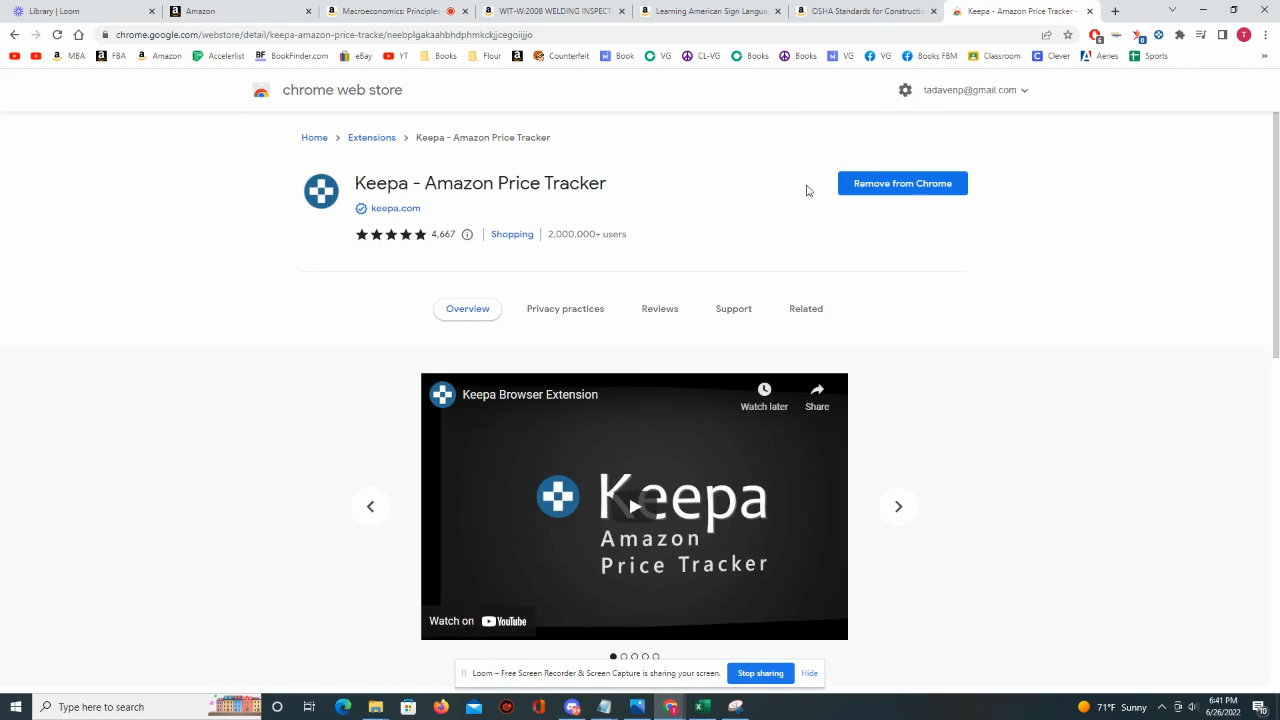 Library | Loom
Amazon
Macroeconomics: Principles
WIT-W:2008 WELDING INSPECT
Learning American Sign Langua
OSHA Standards for Constructio
Keepa - Amazon Price Tracker -
chrome.google.com/webstore/detail/keepa-amazon-price-tracke/neebplgakaahbhdphmkckjjcegoiijjo
MBA
FBA
Amazon
Accelerlist
BookFinder.com
eBay
YT
Books
Flour
Counterfeit
Book
VG
CL-VG
Books
Books
VG
VG
Books FBM
Classroom
Clever
Aeries
Sports
chrome web store
tadavenp@gmail.com
Home > Extensions > Keepa - Amazon Price Tracker
Keepa - Amazon Price Tracker
Remove from Chrome
keepa.com
4,667
Shopping
2,000,000+ users
Overview
Privacy practices
Reviews
Support
Related
Keepa Browser Extension
Watch later
Share
Keepa
Amazon
Price Tracker
Watch on YouTube
Loom – Free Screen Recorder & Screen Capture is sharing your screen.
Stop sharing
Hide
Type here to search
71°F Sunny
6:41 PM
6/26/2022